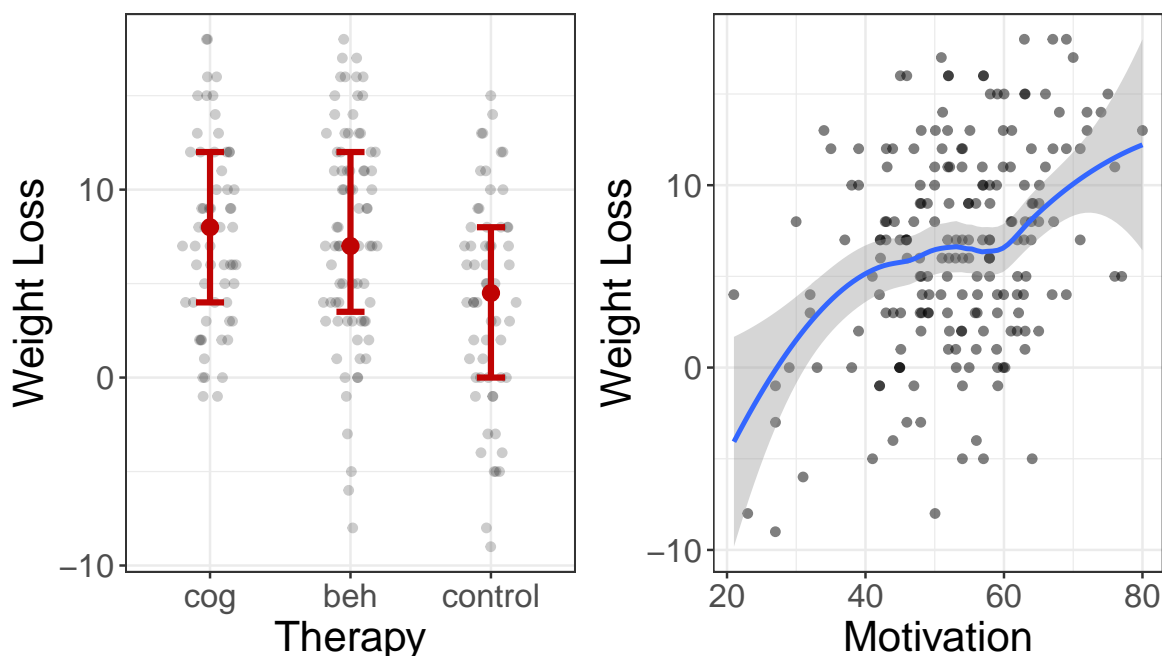 Weight Loss
10
0
−10
cog beh control
Therapy
Weight Loss
10
0
−10
20 40 60 80
Motivation